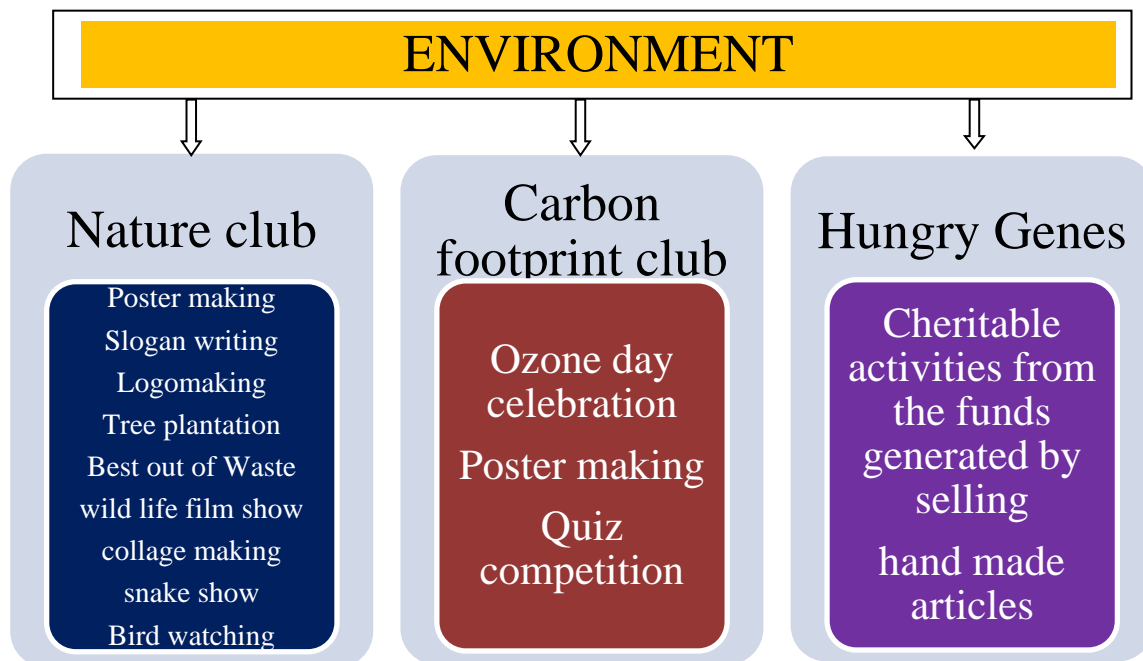 ENVIRONMENT
Nature club
Poster making
Slogan writing
Logomaking
Tree plantation
Best out of Waste
wild life film show
collage making
snake show
Bird watching
Carbon
footprint club
Ozone day
celebration
Poster making
Quiz
competition
Hungry Genes
Cheritable
activities from
the funds
generated by
selling
hand made
articles